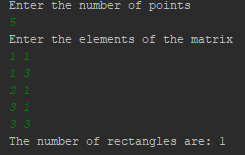 Enter the number of points
5
Enter the elements of the matrix
1 1
1 3
2 1
3 1
3 3
The number of rectangles are: 1